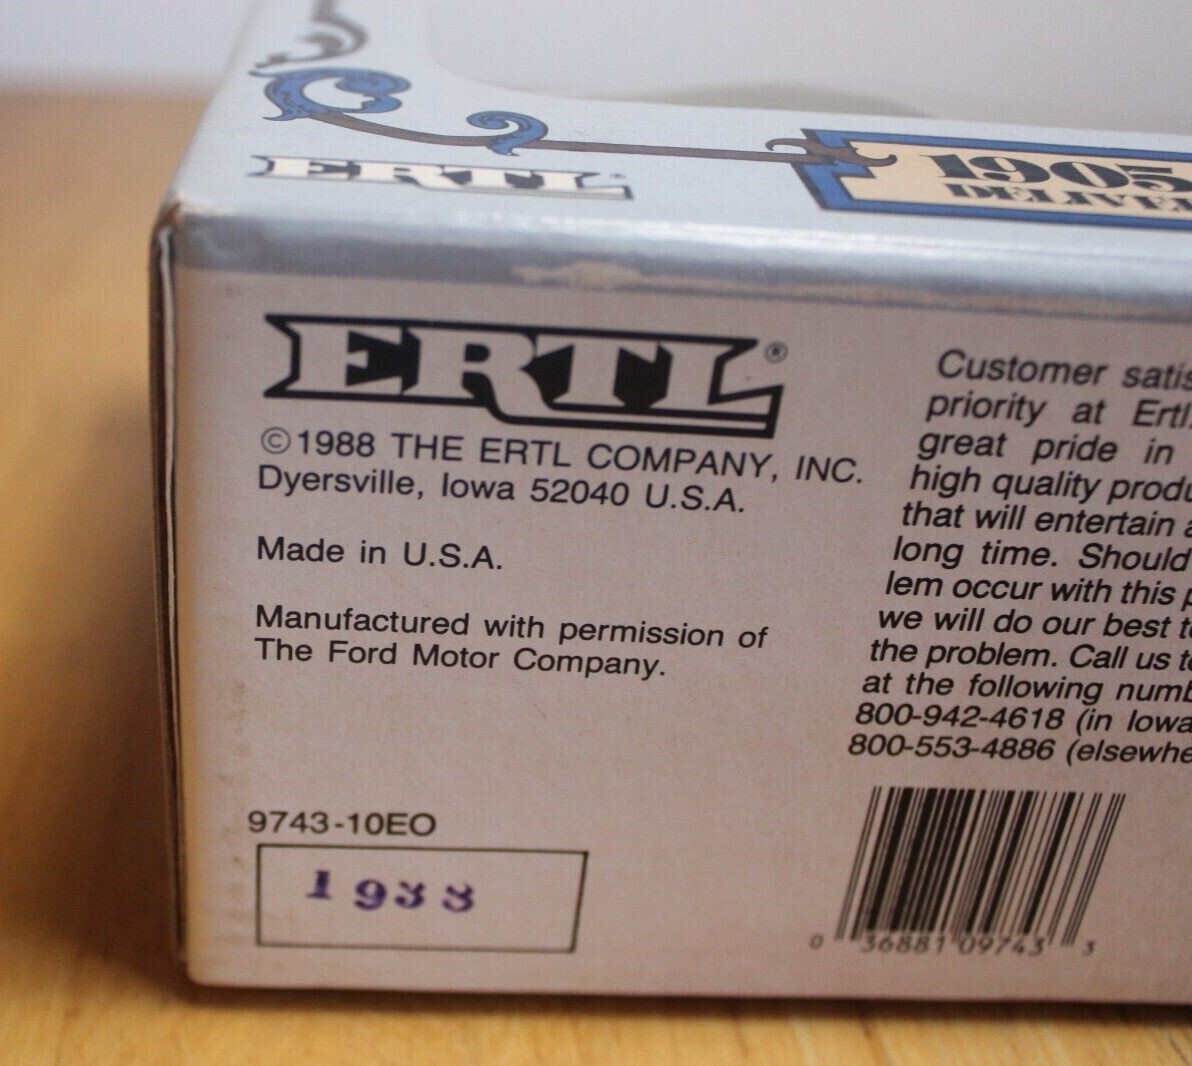 ERTL
1905
DELIVE
ERTL®
©1988 THE ERTL COMPANY, INC.
Dyersville, Iowa 52040 U.S.A.
Made in U.S.A.
Manufactured with permission of
The Ford Motor Company.
9743-10EO
Customer satis
priority at Ertl.
great pride in
high quality produ
that will entertain a
long time. Should
lem occur with this p
we will do our best to
the problem. Call us to
at the following numb
800-942-4618 (in Iowa
800-553-4886 (elsewhe
0 36881 09743 3